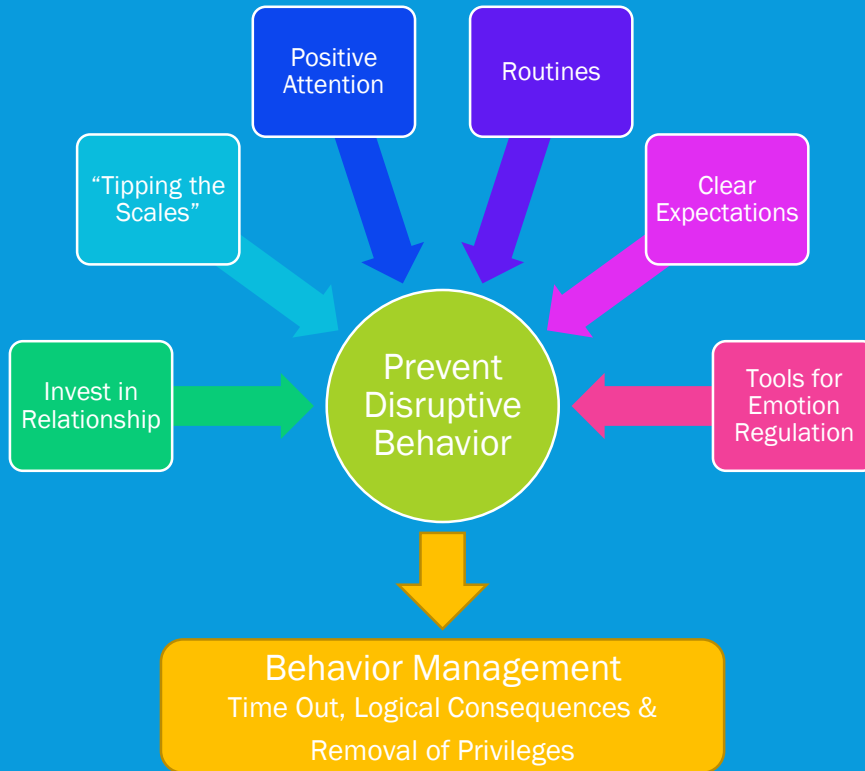 Positive
Attention
Routines
“Tipping the
Scales”
Clear
Expectations
Invest in
Relationship
Prevent
Disruptive
Behavior
Tools for
Emotion
Regulation
Behavior Management
Time Out, Logical Consequences &
Removal of Privileges